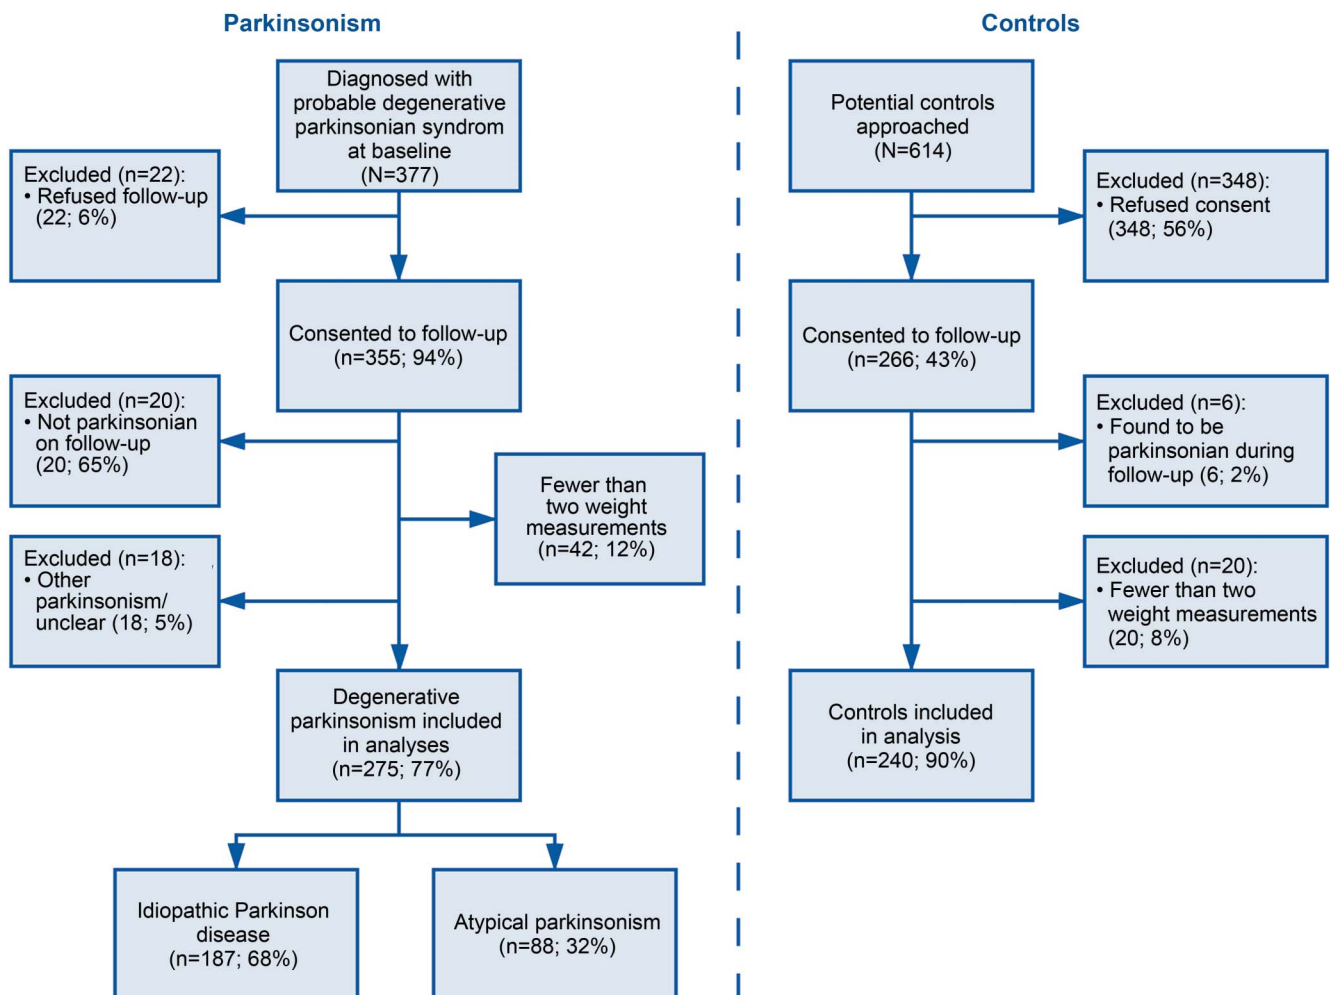 Parkinsonism
Diagnosed with
probable degenerative
parkinsonian syndrom
at baseline
(N=377)
Excluded (n=22):
• Refused follow-up
(22; 6%)
Consented to follow-up
(n=355; 94%)
Excluded (n=20):
• Not parkinsonian
on follow-up
(20; 65%)
Fewer than
two weight
measurements
(n=42; 12%)
Excluded (n=18):
• Other
parkinsonism/
unclear (18; 5%)
Degenerative
parkinsonism included
in analyses
(n=275; 77%)
Idiopathic Parkinson
disease
(n=187; 68%)
Atypical parkinsonism
(n=88; 32%)
Controls
Potential controls
approached
(N=614)
Excluded (n=348):
• Refused consent
(348; 56%)
Consented to follow-up
(n=266; 43%)
Excluded (n=6):
• Found to be
parkinsonian during
follow-up (6; 2%)
Excluded (n=20):
• Fewer than two
weight measurements
(20; 8%)
Controls included
in analysis
(n=240; 90%)